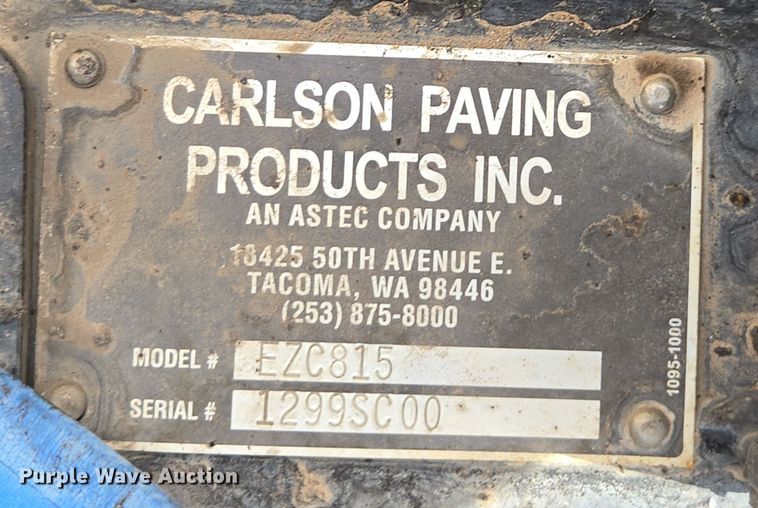 CARLSON PAVING
PRODUCTS INC.
AN ASTEC COMPANY
18425 50TH AVENUE E.
TACOMA, WA 98446
(253) 875-8000
MODEL # EZC815
SERIAL # 1299SC00
1095-1000
Purple Wave Auction